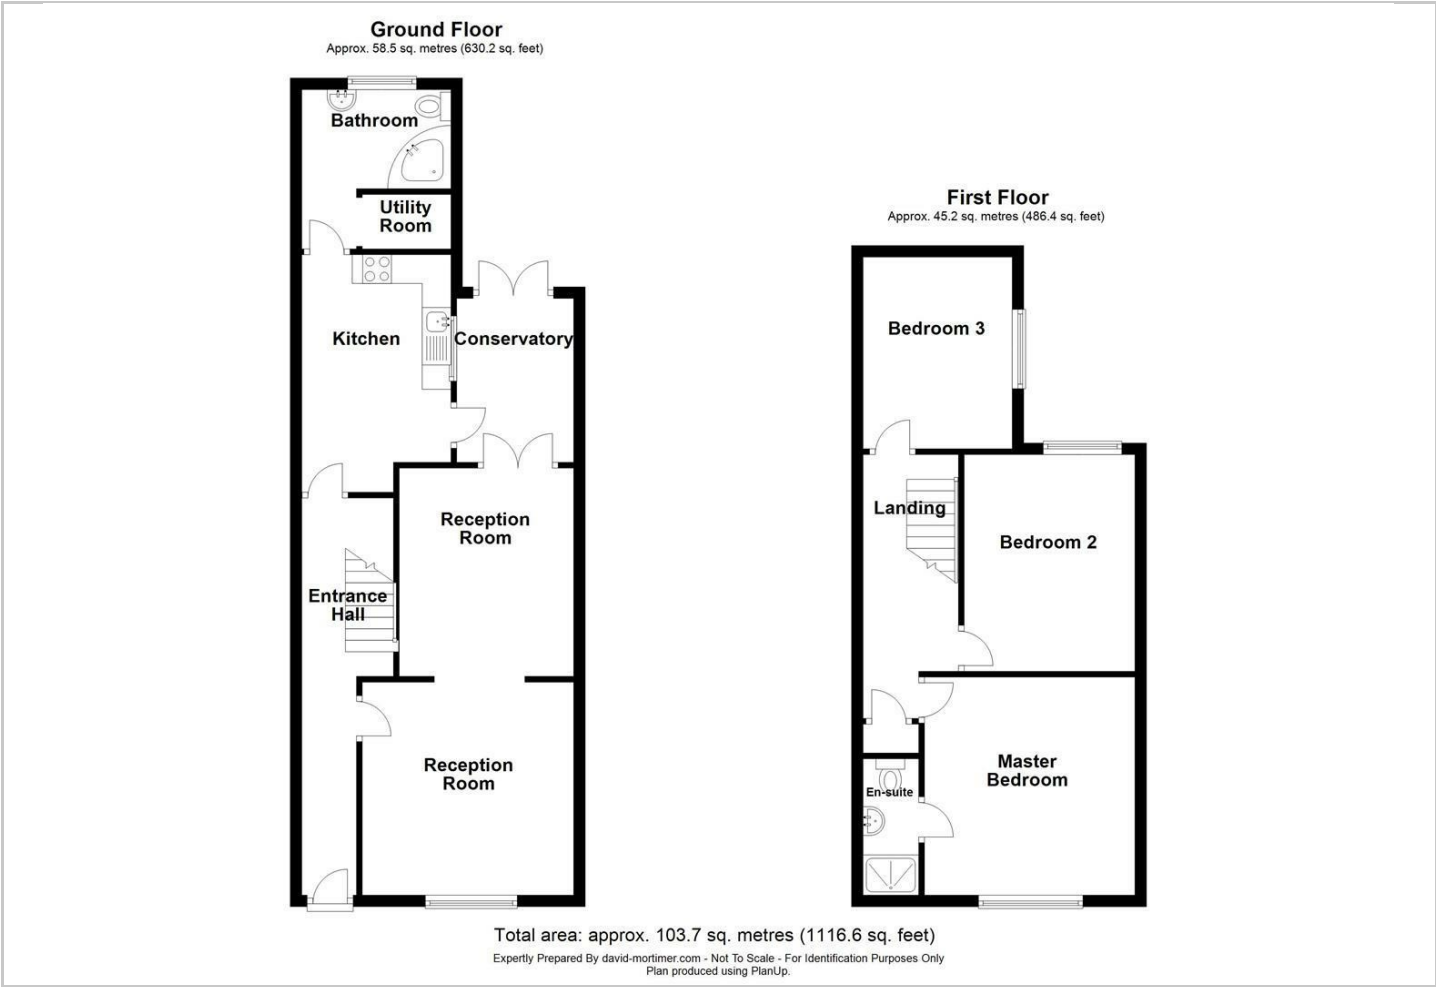 Ground Floor
Approx. 58.5 sq. metres (630.2 sq. feet)
Bathroom
Utility
Room
Kitchen
Conservatory
Reception
Room
Entrance
Hall
Reception
Room
First Floor
Approx. 45.2 sq. metres (486.4 sq. feet)
Bedroom 3
Landing
Bedroom 2
Master
Bedroom
En-suite
Total area: approx. 103.7 sq. metres (1116.6 sq. feet)
Expertly Prepared By david-mortimer.com - Not To Scale - For Identification Purposes Only
Plan produced using PlanUp.